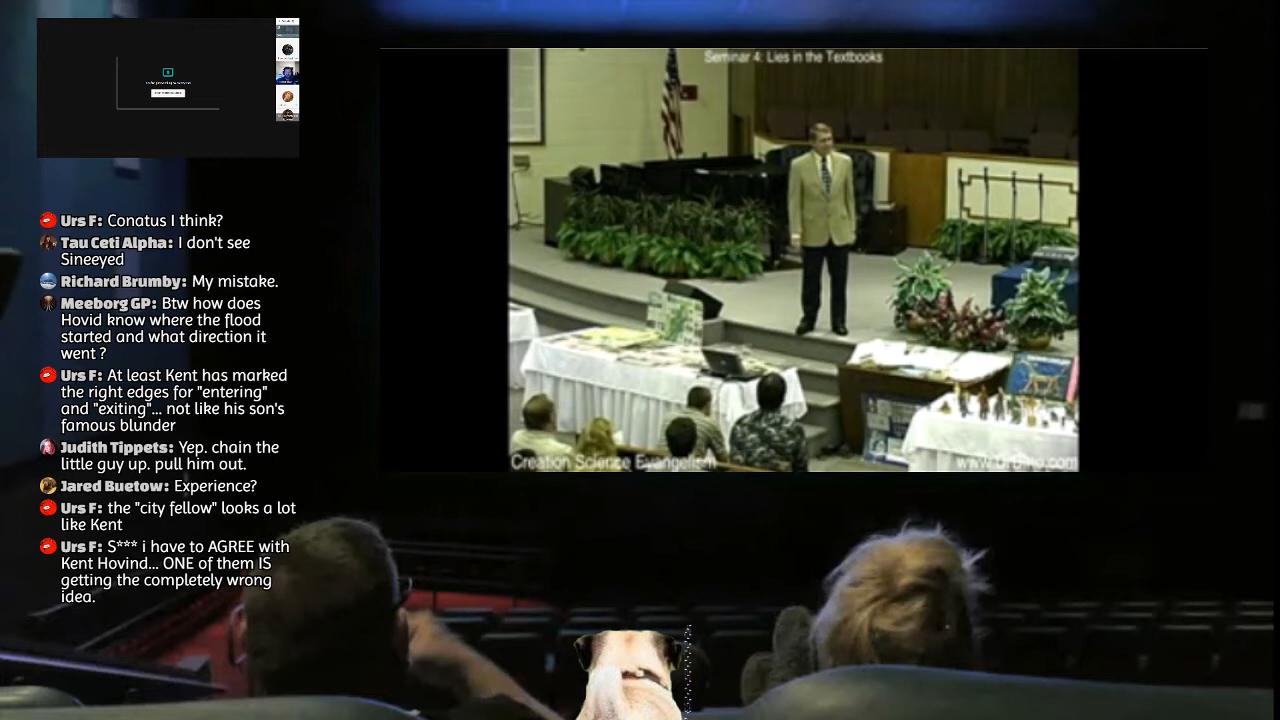 Seminar 4: Lies in the Textbooks
Urs F: Conatus I think?
Tau Ceti Alpha: I don't see
Sineeyed
Richard Brumby: My mistake.
Meeborg GP: Btw how does
Hovid know where the flood
started and what direction it
went ?
Urs F: At least Kent has marked
the right edges for "entering"
and "exiting"... not like his son's
famous blunder
Judith Tippets: Yep. chain the
little guy up. pull him out.
Jared Buetow: Experience?
Urs F: the "city fellow" looks a lot
like Kent
Urs F: S*** i have to AGREE with
Kent Hovind... ONE of them IS
getting the completely wrong
idea.
Creation Science Evangelism